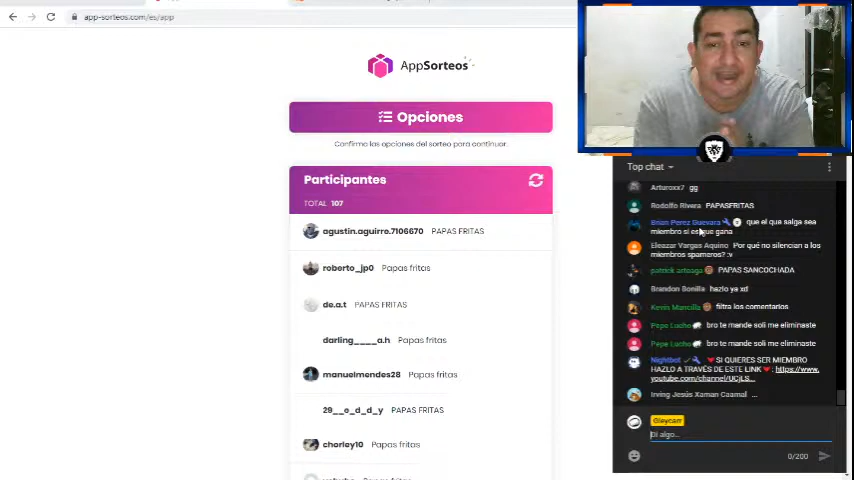 app-sorteos.com/es/app
AppSorteos
Opciones
Confirma las opciones del sorteo para continuar
Participantes
TOTAL 107
agustin.aguirre.7106670 PAPAS FRITAS
roberto_jp0 Papas fritas
de.a.t PAPAS FRITAS
darling____a.h Papas fritas
manuelmendes28 Papas fritas
29__o_d_d_y PAPAS FRITAS
charley10 Papas fritas
Top chat
Arturoxx7 gg
Rodolfo Rivera PAPASFRITAS
Brian Perez Guevara que el que salga sea
miembro si es que gana
Eleazar Vargas Aquino Por qué no silencian a los
miembros spameros? :v
patrick arteaga PAPAS SANCOCHADA
Brandon Bonilla hazlo ya xd
Kevin Mancilla filtra los comentarios
Pepe Lucho bro te mande soli me eliminaste
Pepe Lucho bro te mande soli me eliminaste
Nightbot SI QUIERES SER MIEMBRO
HAZLO A TRAVÉS DE ESTE LINK : https://www.
youtube.com/channel/UCjLS...
Irving Jesús Xaman Caamal ...
Gleycarr
Di algo...
0/200